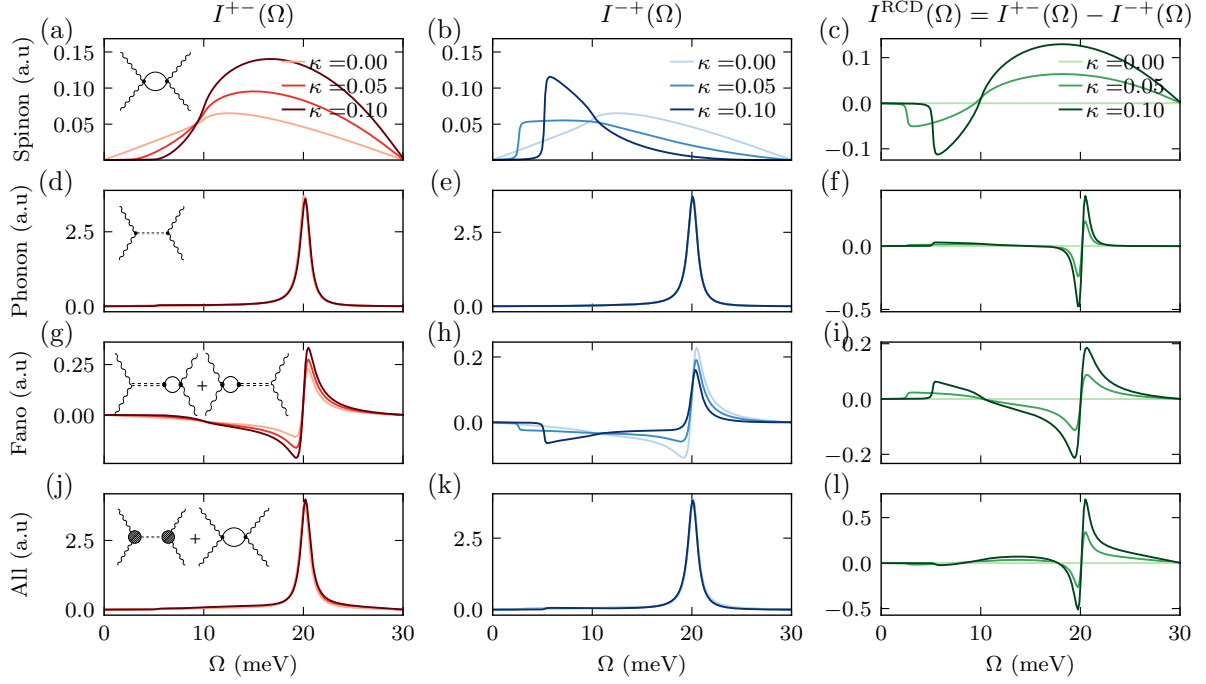 I⁺⁻(Ω)
I⁻⁺(Ω)
I^RCD(Ω) = I⁺⁻(Ω) − I⁻⁺(Ω)
(a)
(b)
(c)
Spinon (a.u)
0.15
0.10
0.05
κ = 0.00
κ = 0.05
κ = 0.10
0.15
0.10
0.05
κ = 0.00
κ = 0.05
κ = 0.10
0.1
0.0
−0.1
κ = 0.00
κ = 0.05
κ = 0.10
(d)
(e)
(f)
Phonon (a.u)
2.5
0.0
2.5
0.0
0.0
−0.5
(g)
(h)
(i)
Fano (a.u)
0.25
0.00
+
0.2
0.0
0.2
0.0
−0.2
(j)
(k)
(l)
All (a.u)
2.5
0.0
+
2.5
0.0
0.5
0.0
−0.5
0 10 20 30
0 10 20 30
0 10 20 30
Ω (meV)
Ω (meV)
Ω (meV)